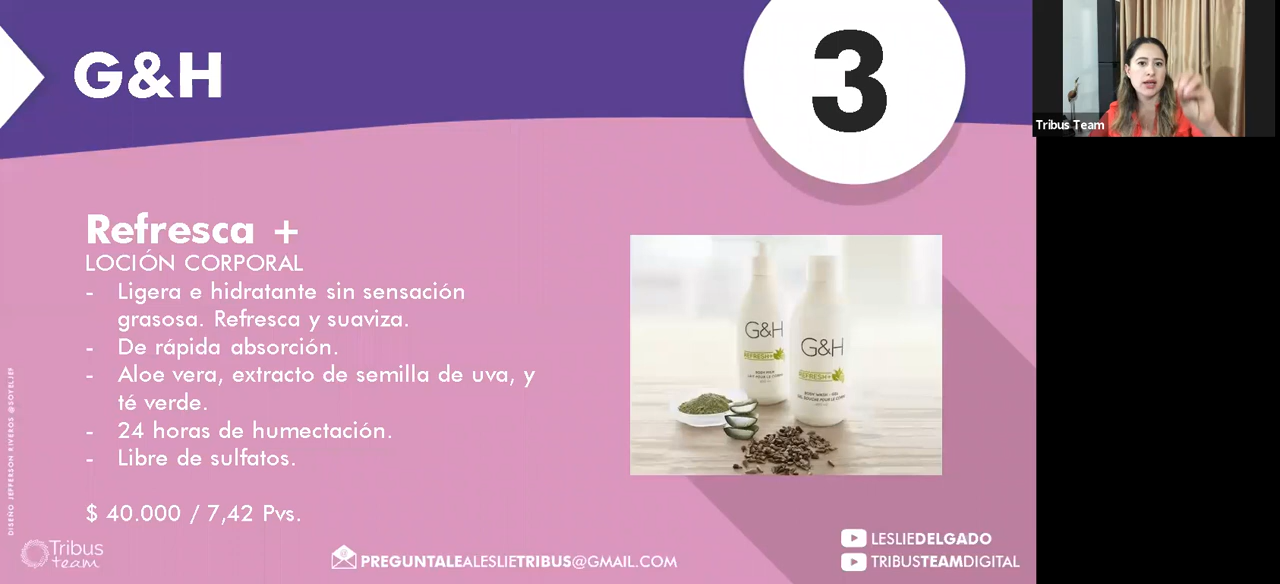 G&H
3
Tribus Team
Refresca +
LOCIÓN CORPORAL
- Ligera e hidratante sin sensación
grasosa. Refresca y suaviza.
- De rápida absorción.
- Aloe vera, extracto de semilla de uva, y
té verde.
- 24 horas de humectación.
- Libre de sulfatos.
$ 40.000 / 7,42 Pvs.
G&H
REFRESH+
G&H
REFRESH+
DISEÑO JEFFERSON RIVEROS @SOYELJEF
Tribus
team
PREGUNTALEALESLIETRIBUS@GMAIL.COM
LESLIEDELGADO
TRIBUSTEAMDIGITAL